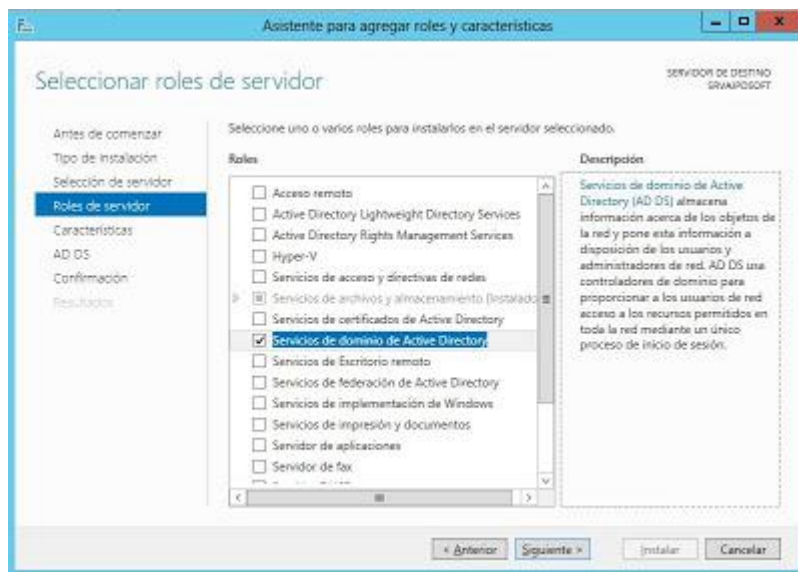 Asistente para agregar roles y características
Seleccionar roles de servidor
SERVIDOR DE DESTINO
SRVAIPOSOFT
Antes de comenzar
Tipo de instalación
Selección de servidor
Roles de servidor
Características
AD DS
Confirmación
Resultados
Seleccione uno o varios roles para instalarlos en el servidor seleccionado.
Roles
Acceso remoto
Active Directory Lightweight Directory Services
Active Directory Rights Management Services
Hyper-V
Servicios de acceso y directivas de redes
Servicios de archivos y almacenamiento (Instalado
Servicios de certificados de Active Directory
Servicios de dominio de Active Directory
Servicios de Escritorio remoto
Servicios de federación de Active Directory
Servicios de implementación de Windows
Servicios de impresión y documentos
Servidor de aplicaciones
Servidor de fax
Descripción
Servicios de dominio de Active
Directory (AD DS) almacena
información acerca de los objetos de
la red y pone esta información a
disposición de los usuarios y
administradores de red. AD DS usa
controladores de dominio para
proporcionar a los usuarios de red
acceso a los recursos permitidos en
toda la red mediante un único
proceso de inicio de sesión.
< Anterior
Siguiente >
Instalar
Cancelar